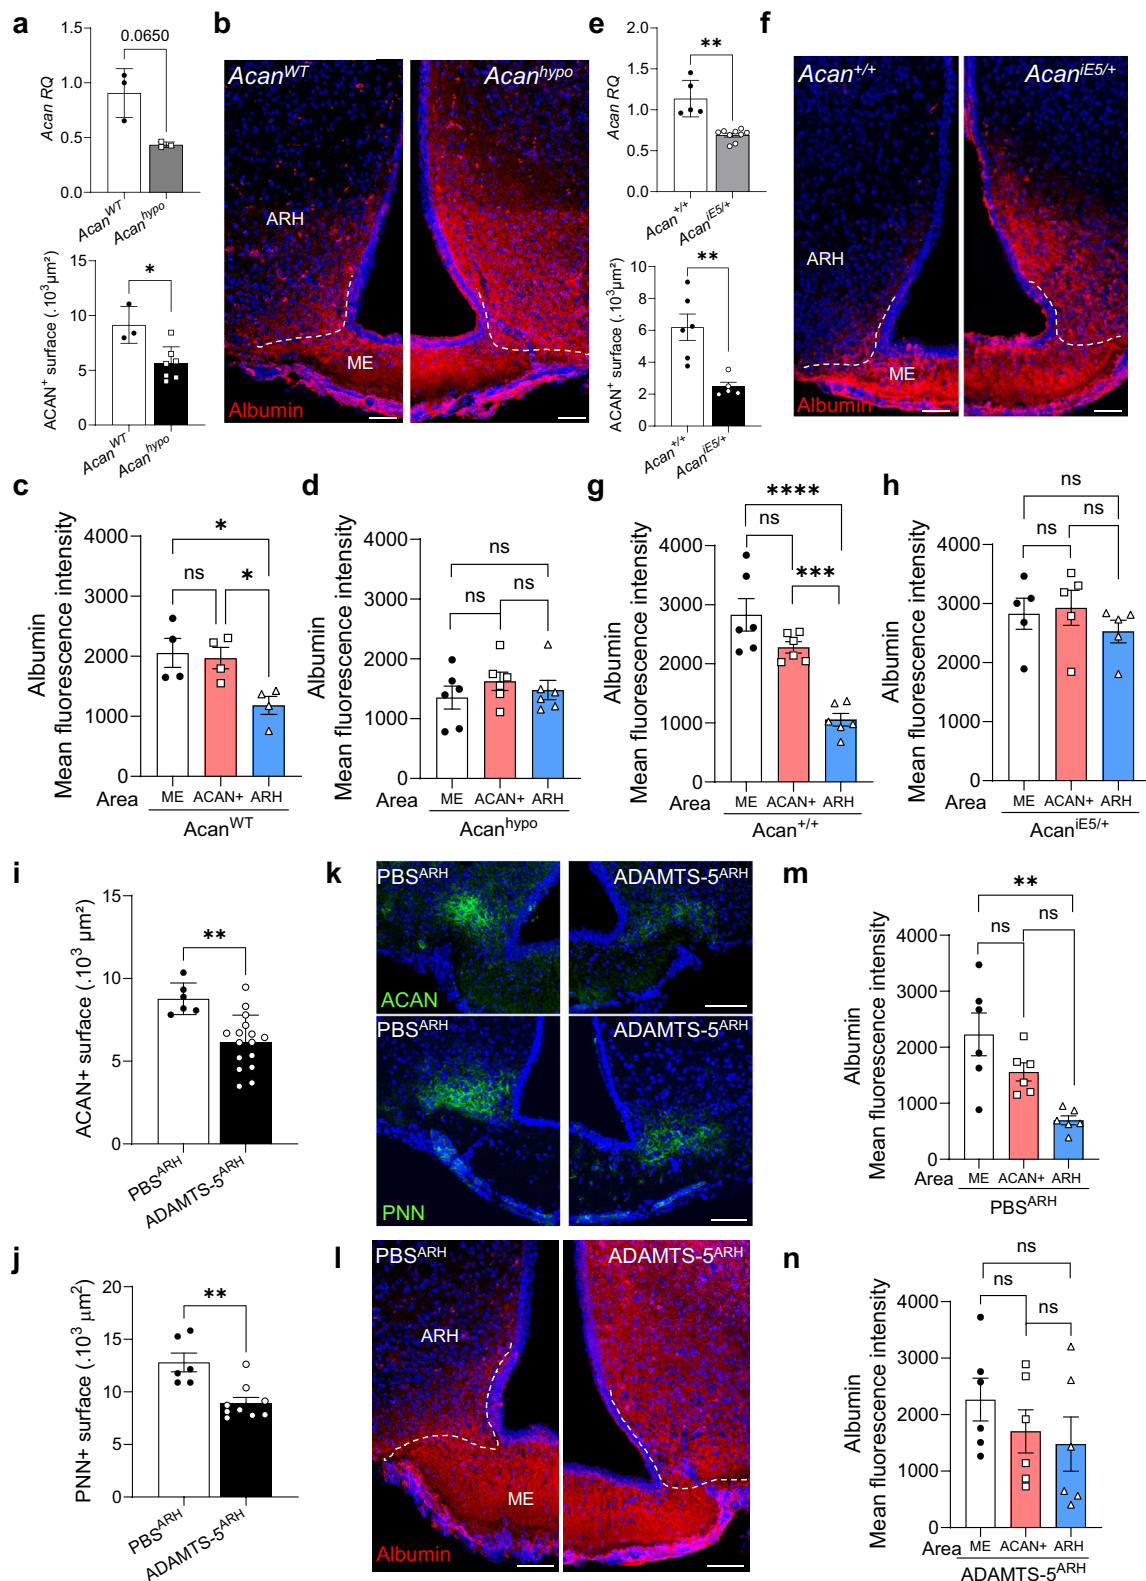 a
Acan RQ
1.5
1.0
0.5
0.0
0.0650
Acan^WT
Acan^hypo
ACAN⁺ surface (.10³µm²)
15
10
5
0
*
Acan^WT
Acan^hypo
b
Acan^WT
Acan^hypo
ARH
ME
Albumin
e
Acan RQ
2.0
1.5
1.0
0.5
0.0
**
Acan^+/+
Acan^iE5/+
ACAN⁺ surface (.10³µm²)
10
8
6
4
2
0
**
Acan^+/+
Acan^iE5/+
f
Acan^+/+
Acan^iE5/+
ARH
ME
Albumin
c
Albumin
Mean fluorescence intensity
4000
3000
2000
1000
0
*
ns
*
Area
ME ACAN+ ARH
Acan^WT
d
Albumin
Mean fluorescence intensity
4000
3000
2000
1000
0
ns
ns
ns
ME ACAN+ ARH
Acan^hypo
g
Albumin
Mean fluorescence intensity
4000
3000
2000
1000
0
****
ns
***
Area
ME ACAN+ ARH
Acan^+/+
h
Albumin
Mean fluorescence intensity
4000
3000
2000
1000
0
ns
ns
ns
ME ACAN+ ARH
Acan^iE5/+
i
ACAN+ surface (.10³ µm²)
15
10
5
0
**
PBS^ARH
ADAMTS-5^ARH
k
PBS^ARH
ADAMTS-5^ARH
ACAN
PBS^ARH
ADAMTS-5^ARH
PNN
m
Albumin
Mean fluorescence intensity
4000
3000
2000
1000
0
**
ns
ns
Area
ME ACAN+ ARH
PBS^ARH
j
PNN+ surface (.10³ µm²)
20
15
10
5
0
**
PBS^ARH
ADAMTS-5^ARH
l
PBS^ARH
ADAMTS-5^ARH
ARH
ME
Albumin
n
Albumin
Mean fluorescence intensity
4000
3000
2000
1000
0
ns
ns
ns
Area
ME ACAN+ ARH
ADAMTS-5^ARH